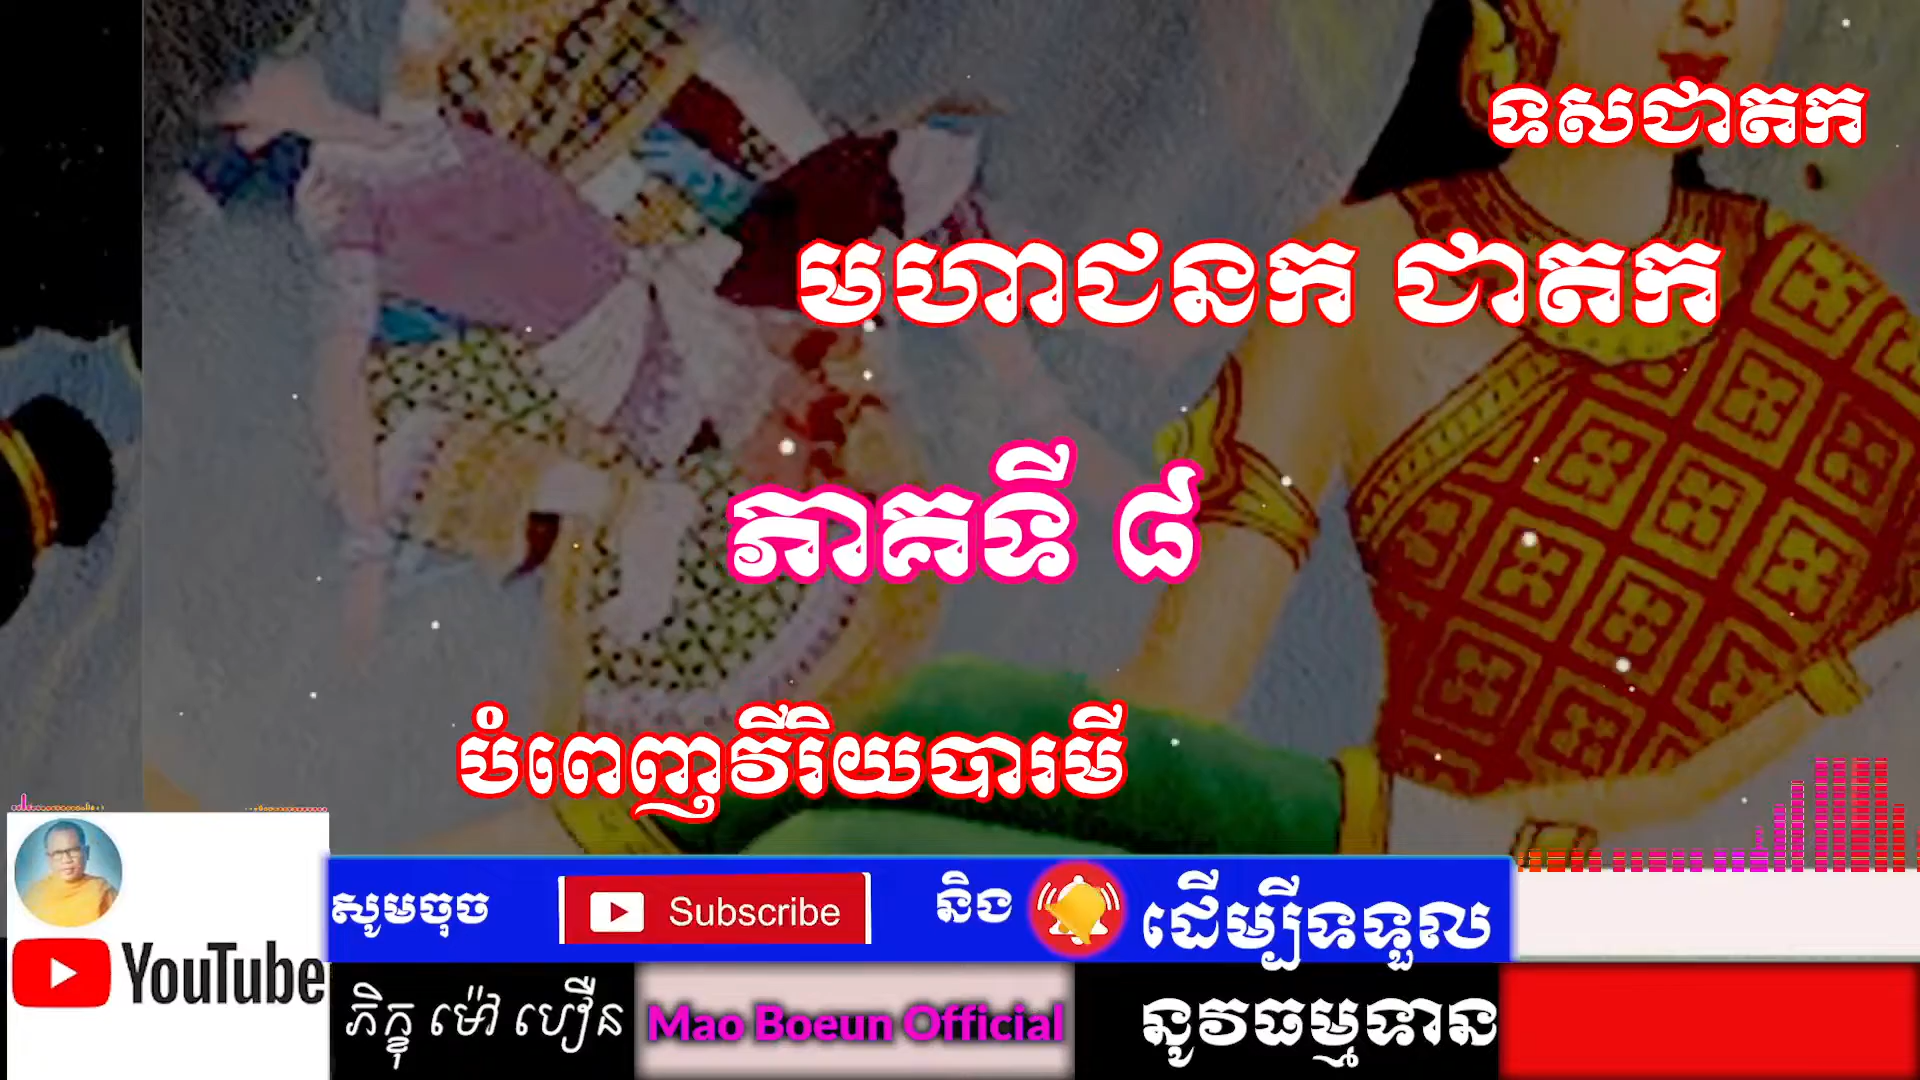 ទសជាតក
មហាជនក ជាតក
ភាគទី ៨
បំពេញវីរិយបារមី
សូមចុច Subscribe និង ដើម្បីទទួល
YouTube ភិក្ខុ ម៉ៅ បឿន Mao Boeun Official នូវធម្មទាន